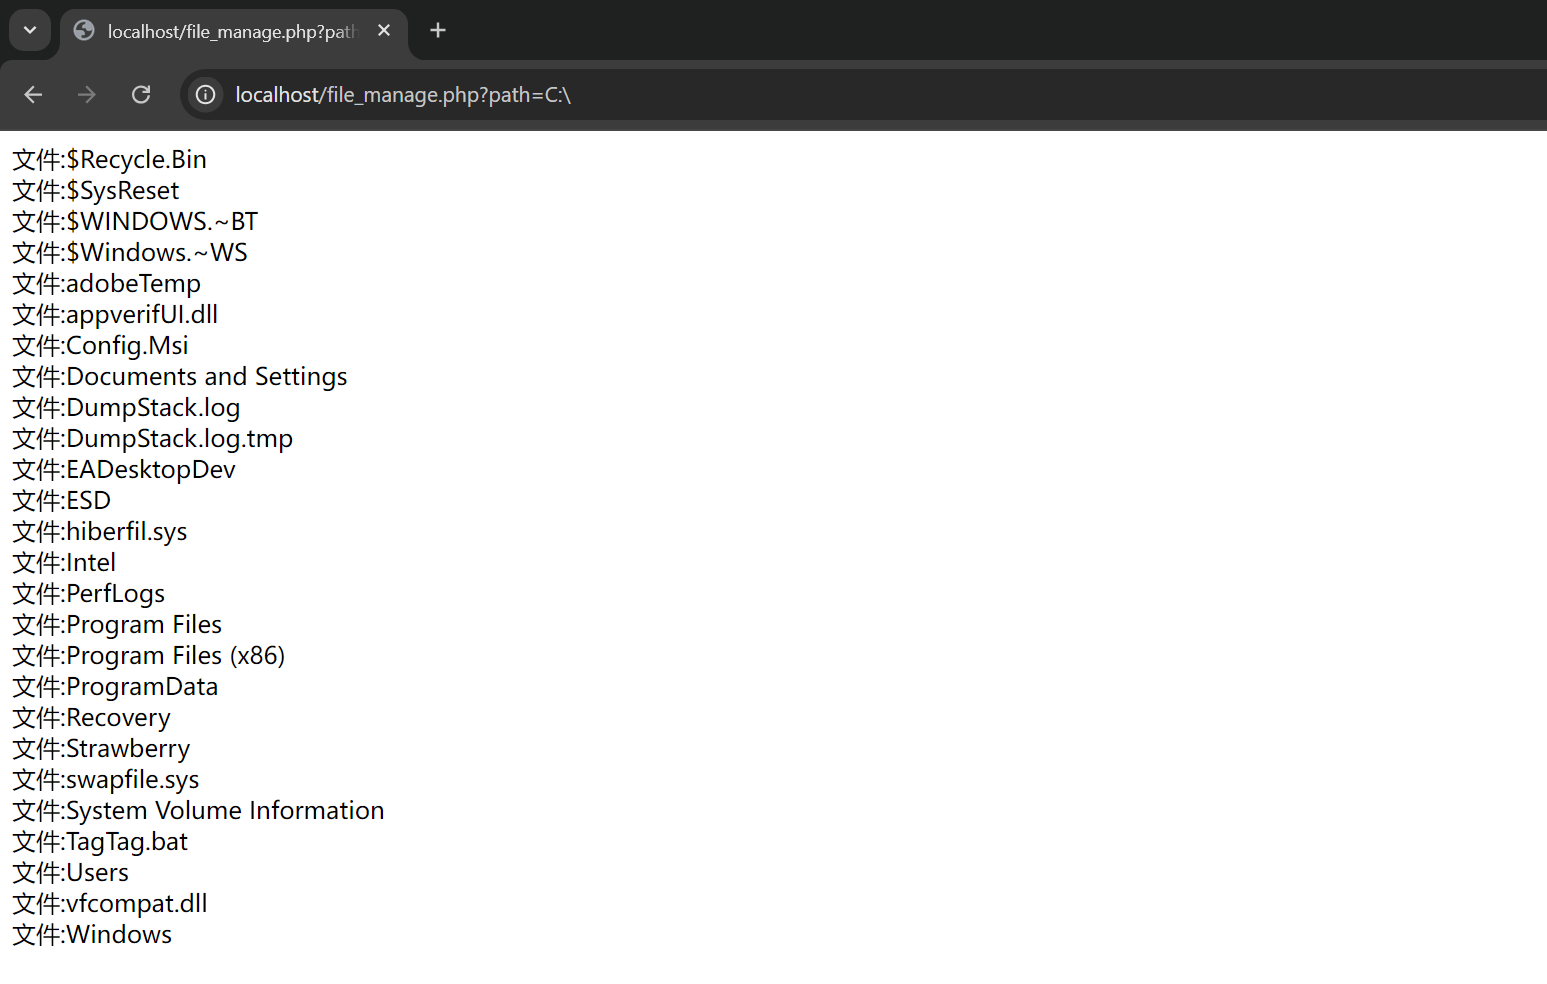 localhost/file_manage.php?path
localhost/file_manage.php?path=C:\
文件:$Recycle.Bin
文件:$SysReset
文件:$WINDOWS.~BT
文件:$Windows.~WS
文件:adobeTemp
文件:appverifUI.dll
文件:Config.Msi
文件:Documents and Settings
文件:DumpStack.log
文件:DumpStack.log.tmp
文件:EADesktopDev
文件:ESD
文件:hiberfil.sys
文件:Intel
文件:PerfLogs
文件:Program Files
文件:Program Files (x86)
文件:ProgramData
文件:Recovery
文件:Strawberry
文件:swapfile.sys
文件:System Volume Information
文件:TagTag.bat
文件:Users
文件:vfcompat.dll
文件:Windows